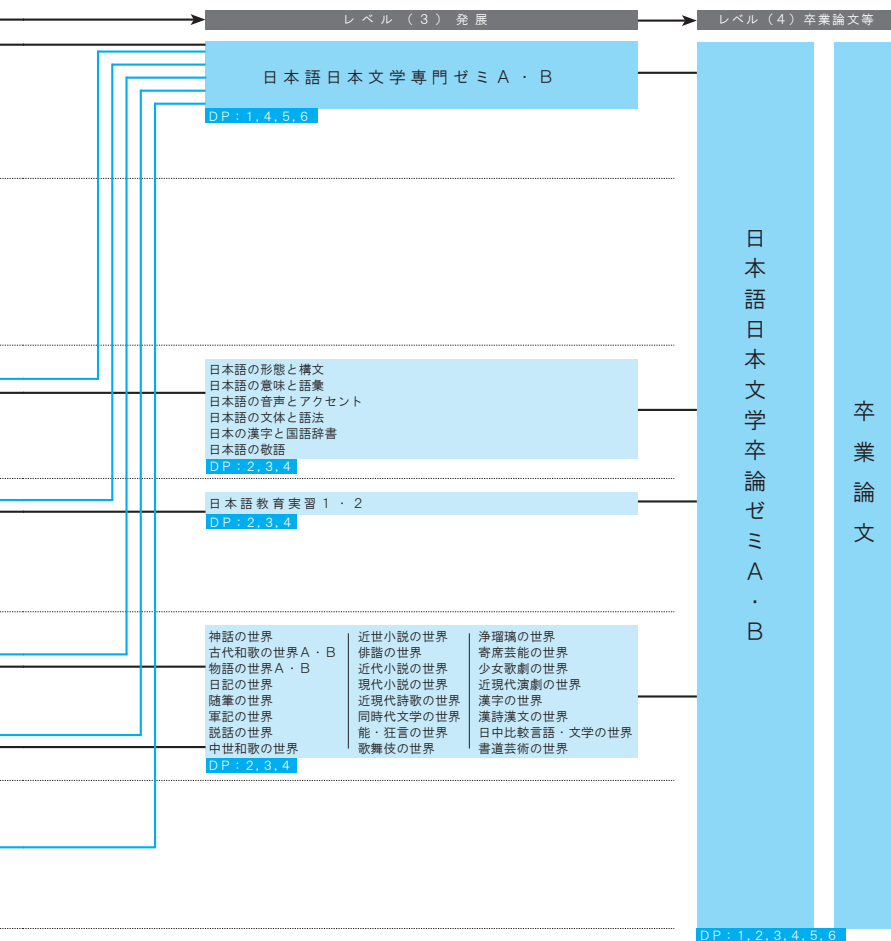 レベル（3）発展
レベル（4）卒業論文等
日本語日本文学専門ゼミA・B
DP：1,4,5,6
日本語の形態と構文
日本語の意味と語彙
日本語の音声とアクセント
日本語の文体と語法
日本の漢字と国語辞書
日本語の敬語
DP：2,3,4
日本語教育実習1・2
DP：2,3,4
神話の世界
古代和歌の世界A・B
物語の世界A・B
日記の世界
随筆の世界
軍記の世界
説話の世界
中世和歌の世界
近世小説の世界
俳諧の世界
近代小説の世界
現代小説の世界
近現代詩歌の世界
同時代文学の世界
能・狂言の世界
歌舞伎の世界
浄瑠璃の世界
寄席芸能の世界
少女歌劇の世界
近現代演劇の世界
漢字の世界
漢詩漢文の世界
日中比較言語・文学の世界
書道芸術の世界
DP：2,3,4
日本語日本文学卒論ゼミA・B
卒業論文
DP：1,2,3,4,5,6